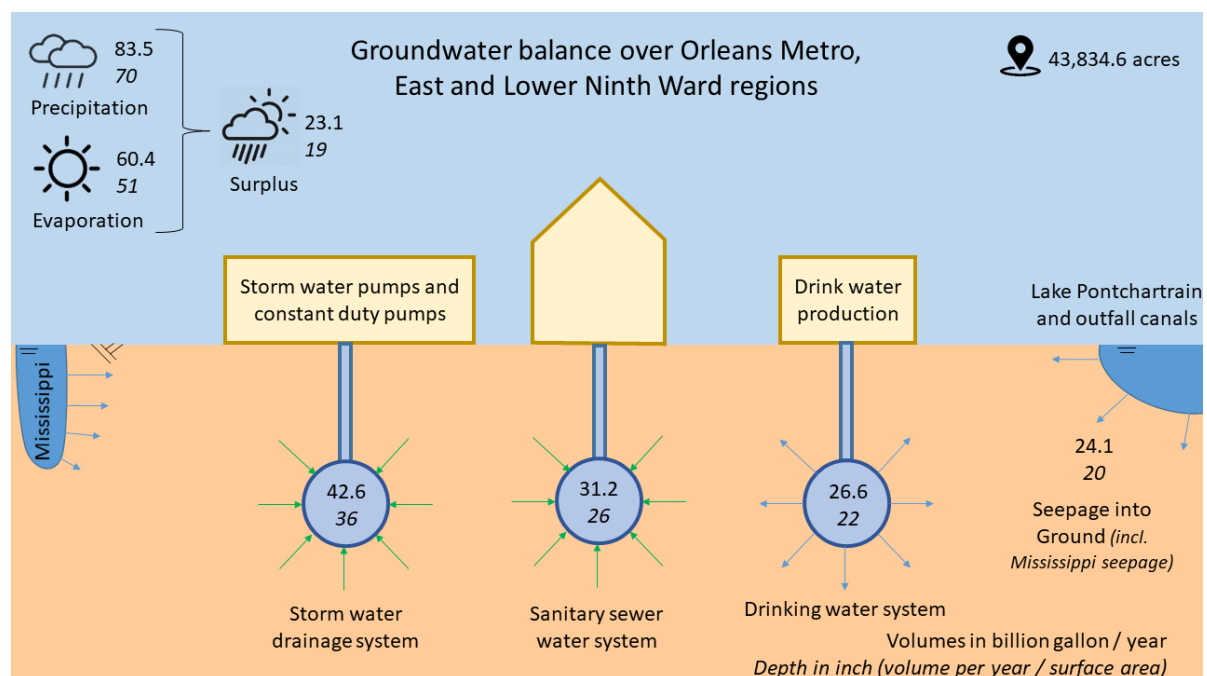 83.5
70
Precipitation
60.4
51
Evaporation
23.1
19
Surplus
Groundwater balance over Orleans Metro,
East and Lower Ninth Ward regions
43,834.6 acres
Storm water pumps and
constant duty pumps
Drink water
production
Lake Pontchartrain
and outfall canals
Mississippi
42.6
36
Storm water
drainage system
31.2
26
Sanitary sewer
water system
26.6
22
Drinking water system
24.1
20
Seepage into
Ground (incl.
Mississippi seepage)
Volumes in billion gallon / year
Depth in inch (volume per year / surface area)